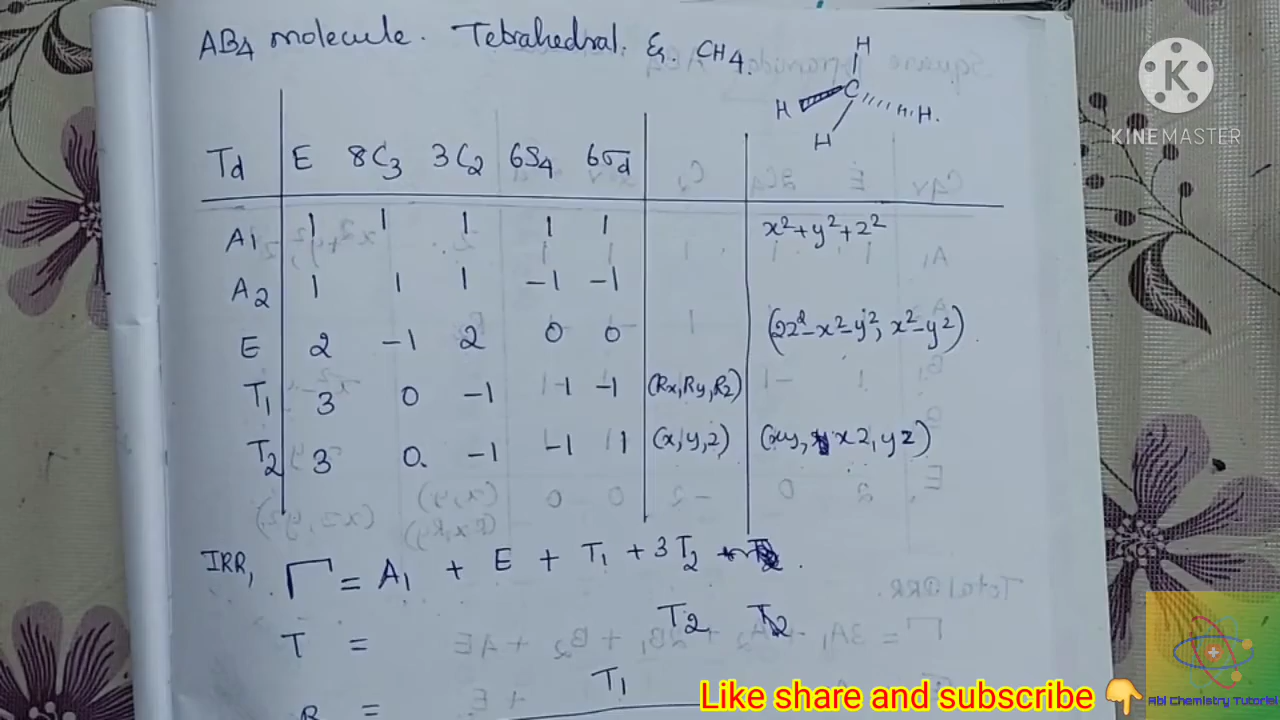 AB4 molecule. Tetrahedral. Eg. CH4.
H
C
H H.
H
KINEMASTER
Td E 8C3 3C2 6S4 6σd
A1 1 1 1 1 1 x²+y²+z²
A2 1 1 1 -1 -1
E 2 -1 2 0 0 (2z²-x²-y², x²-y²)
T1 3 0 -1 1 -1 (Rx,Ry,Rz)
T2 3 0. -1 -1 1 (x,y,z) (xy, xz, yz)
IRR, Γ = A1 + E + T1 + 3T2 .
T = T2
T1
R =
Like share and subscribe 👇
Abi Chemistry Tutorial